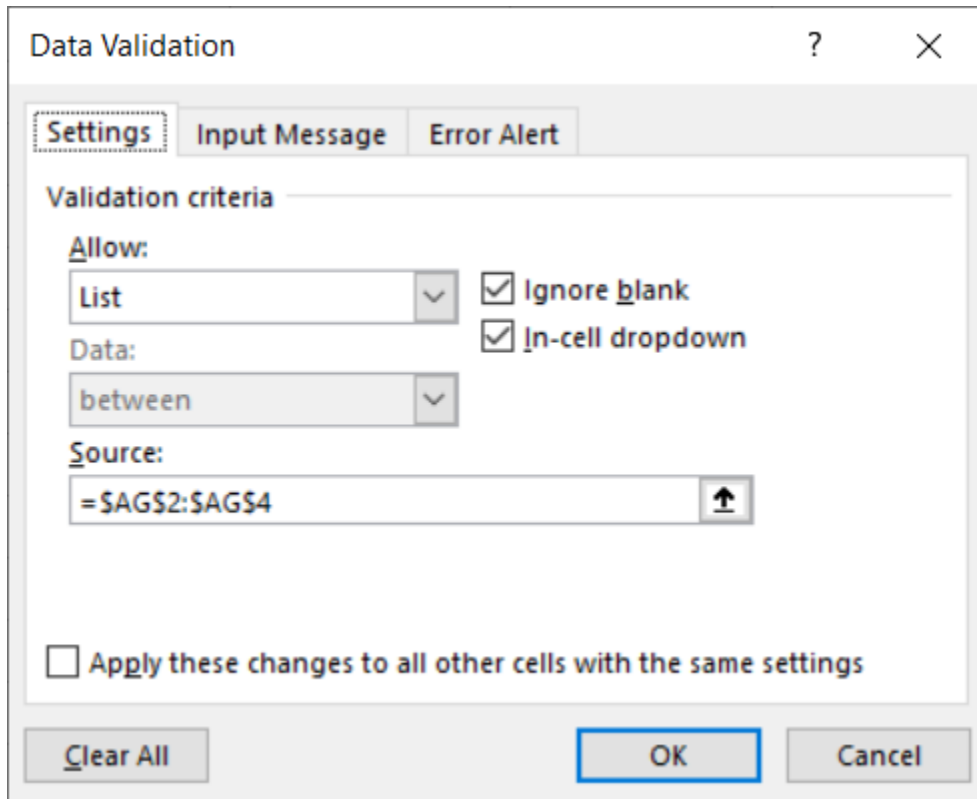 Data Validation ?
Settings Input Message Error Alert
Validation criteria
Allow:
List
Ignore blank
In-cell dropdown
Data:
between
Source:
=$AG$2:$AG$4
Apply these changes to all other cells with the same settings
Clear All OK Cancel